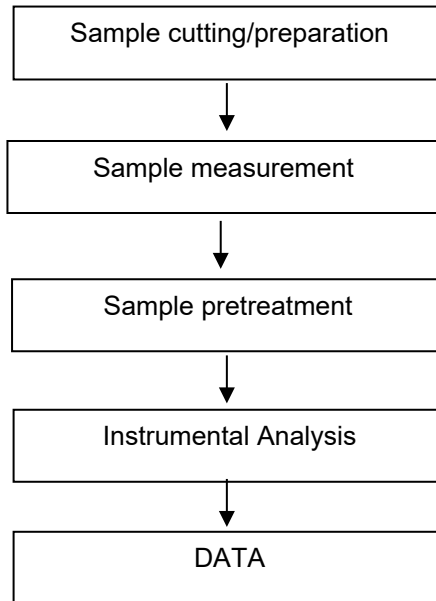 Sample cutting/preparation
Sample measurement
Sample pretreatment
Instrumental Analysis
DATA